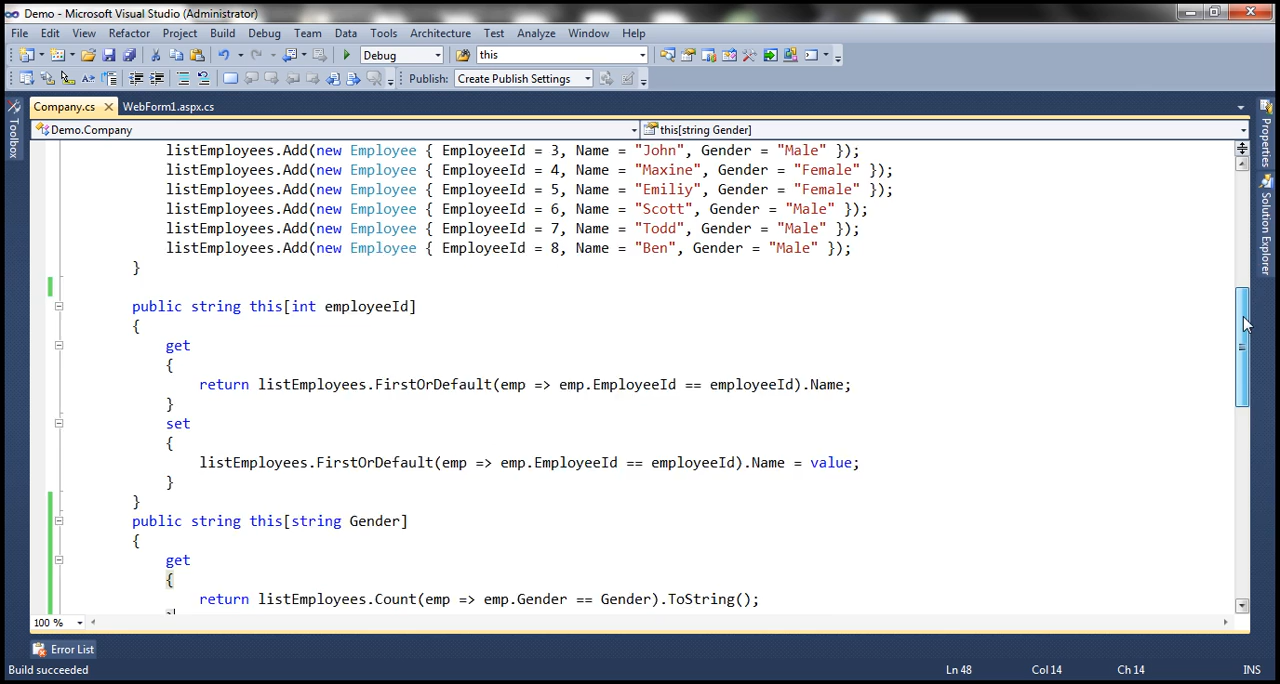 Demo - Microsoft Visual Studio (Administrator)
File Edit View Refactor Project Build Debug Team Data Tools Architecture Test Analyze Window Help
Debug this
Publish: Create Publish Settings
Company.cs WebForm1.aspx.cs
Demo.Company this[string Gender]
Toolbox
Properties
Solution Explorer
listEmployees.Add(new Employee { EmployeeId = 3, Name = "John", Gender = "Male" });
listEmployees.Add(new Employee { EmployeeId = 4, Name = "Maxine", Gender = "Female" });
listEmployees.Add(new Employee { EmployeeId = 5, Name = "Emiliy", Gender = "Female" });
listEmployees.Add(new Employee { EmployeeId = 6, Name = "Scott", Gender = "Male" });
listEmployees.Add(new Employee { EmployeeId = 7, Name = "Todd", Gender = "Male" });
listEmployees.Add(new Employee { EmployeeId = 8, Name = "Ben", Gender = "Male" });
}
public string this[int employeeId]
{
get
{
return listEmployees.FirstOrDefault(emp => emp.EmployeeId == employeeId).Name;
}
set
{
listEmployees.FirstOrDefault(emp => emp.EmployeeId == employeeId).Name = value;
}
}
public string this[string Gender]
{
get
{
return listEmployees.Count(emp => emp.Gender == Gender).ToString();
}
100 %
Error List
Build succeeded Ln 48 Col 14 Ch 14 INS